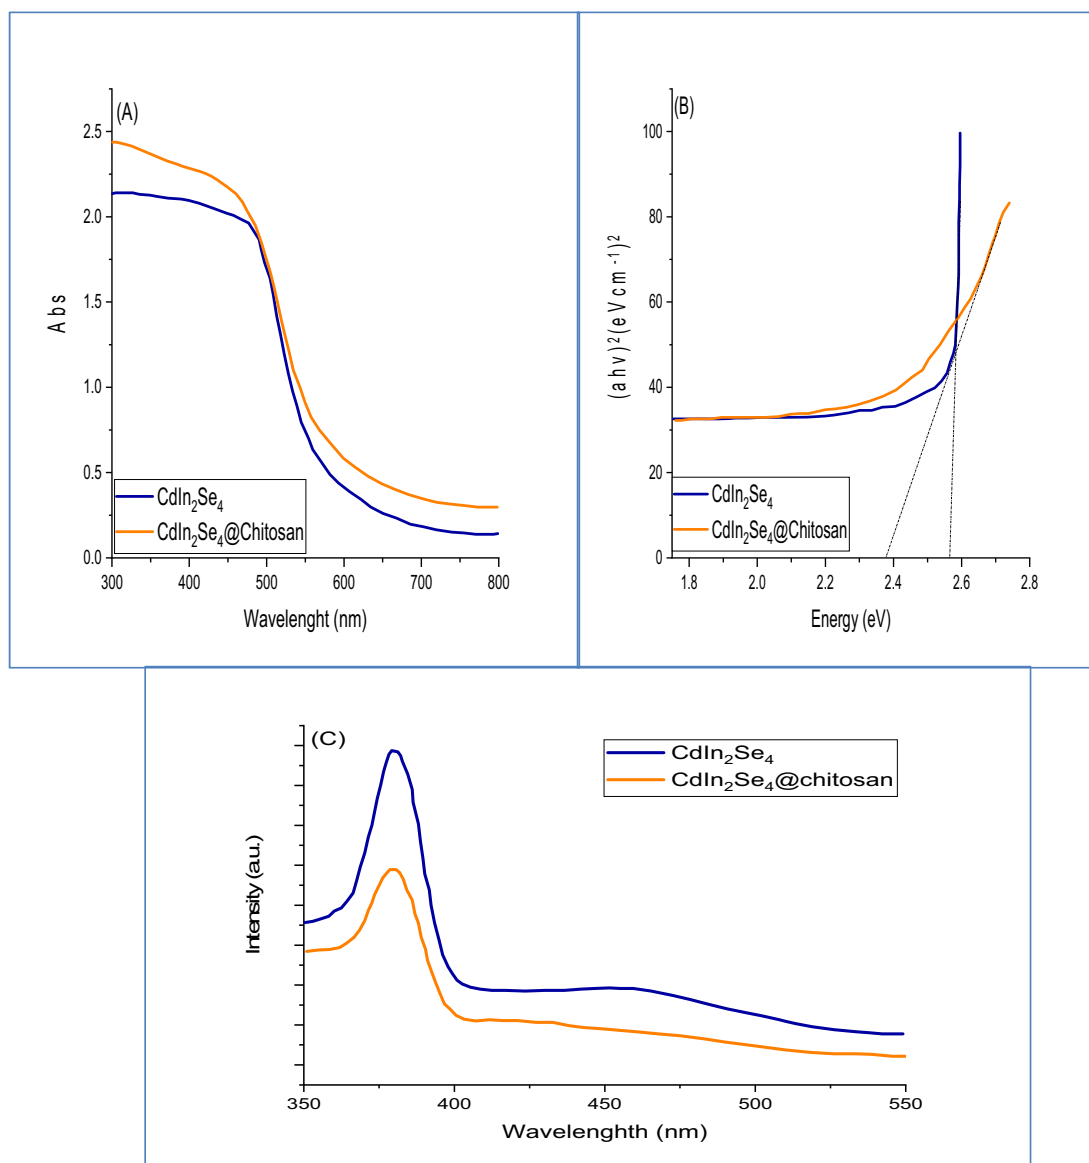 (A)
2.5
2.0
1.5
1.0
0.5
0.0
Abs
CdIn₂Se₄
CdIn₂Se₄@Chitosan
300 400 500 600 700 800
Wavelenght (nm)
(B)
100
80
60
40
20
0
(ahv)²(eVcm-¹)²
CdIn₂Se₄
CdIn₂Se₄@Chitosan
1.8 2.0 2.2 2.4 2.6 2.8
Energy (eV)
(C)
CdIn₂Se₄
CdIn₂Se₄@chitosan
Intensity (a.u.)
350 400 450 500 550
Wavelenghth (nm)